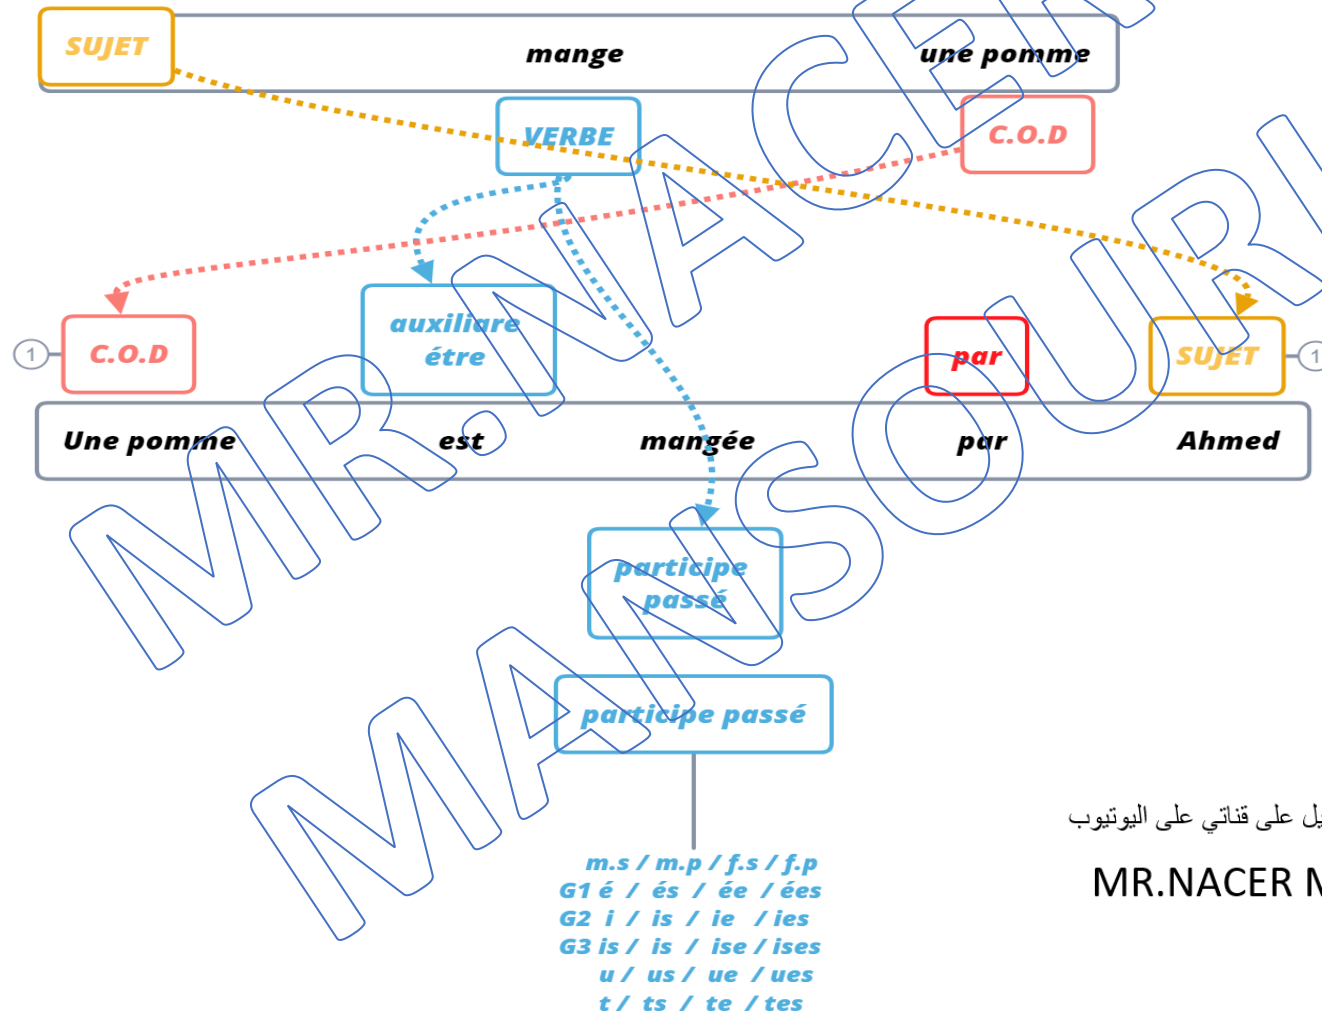 SUJET
mange une pomme
VERBE
C.O.D
C.O.D
auxiliare
étre
par
SUJET
1
1
Une pomme est mangée par Ahmed
participe
passé
participe passé
m.s / m.p / f.s / f.p
G1 é / és / ée / ées
G2 i / is / ie / ies
G3 is / is / ise / ises
u / us / ue / ues
t / ts / te / tes
على قناتي على اليوتيوب
MR.NACER
MR.NACER
MANSOURI